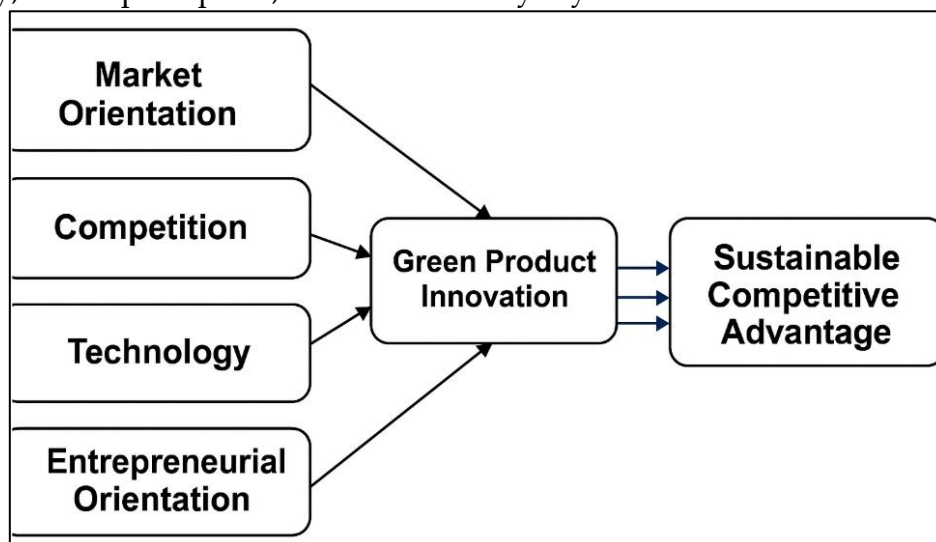 Market
Orientation
Competition
Technology
Entrepreneurial
Orientation
Green Product
Innovation
Sustainable
Competitive
Advantage